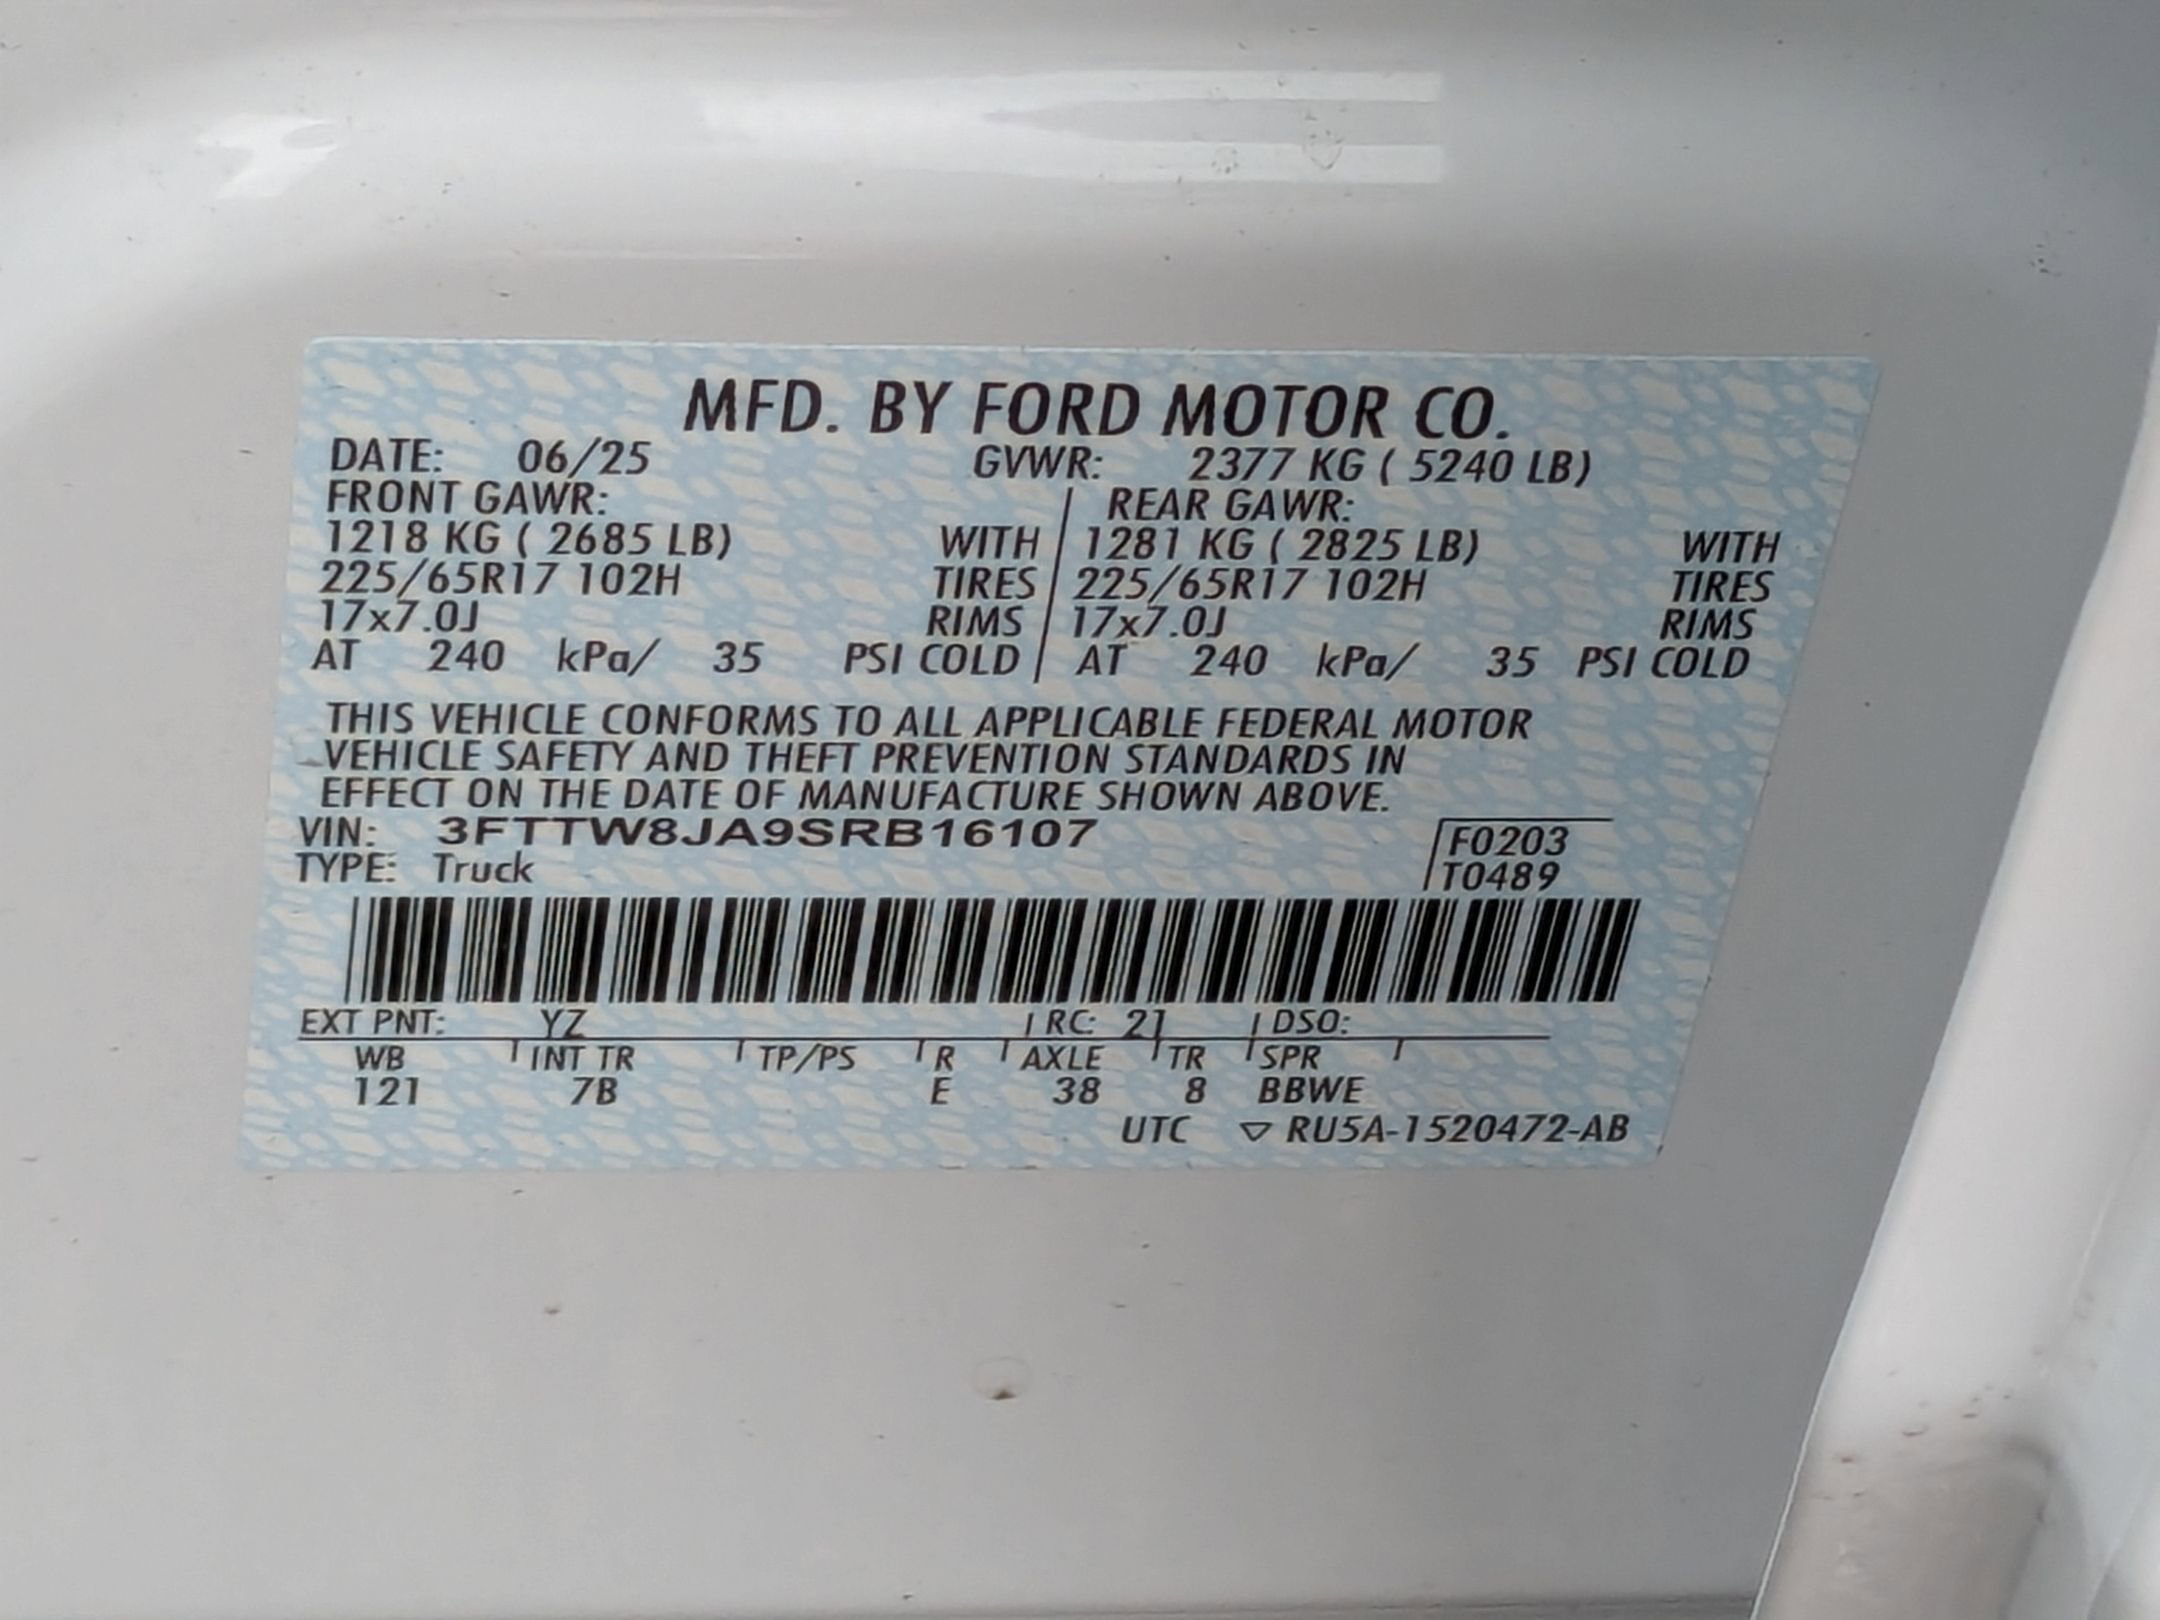 MFD. BY FORD MOTOR CO.
DATE: 06/25 GVWR: 2377 KG ( 5240 LB)
FRONT GAWR: REAR GAWR:
1218 KG ( 2685 LB) WITH 1281 KG ( 2825 LB) WITH
225/65R17 102H TIRES 225/65R17 102H TIRES
17x7.0J RIMS 17x7.0J RIMS
AT 240 kPa/ 35 PSI COLD AT 240 kPa/ 35 PSI COLD
THIS VEHICLE CONFORMS TO ALL APPLICABLE FEDERAL MOTOR
VEHICLE SAFETY AND THEFT PREVENTION STANDARDS IN
EFFECT ON THE DATE OF MANUFACTURE SHOWN ABOVE.
VIN: 3FTTW8JA9SRB16107 F0203
TYPE: Truck T0489
EXT PNT: YZ RC: 21 DSO:
WB INT TR TP/PS R AXLE TR SPR
121 7B E 38 8 BBWE
UTC ▽ RU5A-1520472-AB